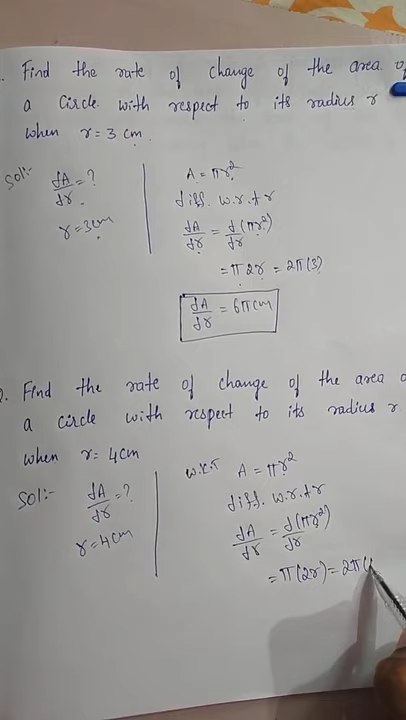 Find the rate of change of the area of
a circle with respect to its radius r
when r = 3 cm.
Sol:-
dA/dr = ?
r = 3cm
A = πr²
diff. w.r.t r
dA/dr = d(πr²)/dr
= π 2r = 2π(3)
dA/dr = 6π cm
2. Find the rate of change of the area o
a circle with respect to its radius r
when r = 4cm
Sol:-
dA/dr = ?
r = 4cm
W.K.T A = πr²
diff. w.r.t r
dA/dr = d(πr²)/dr
= π(2r) = 2π(